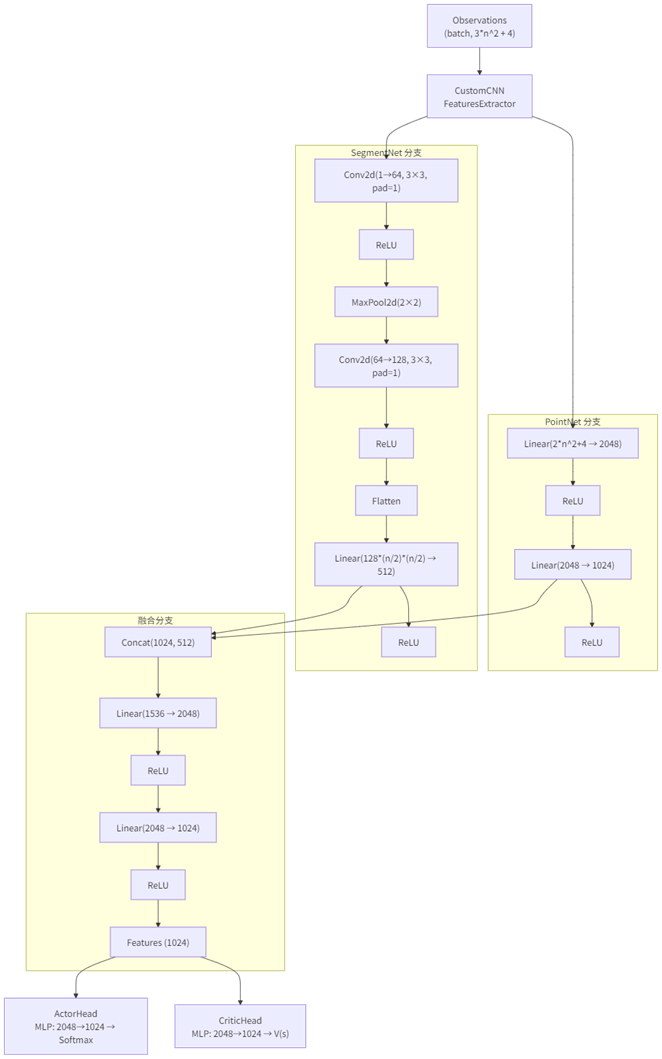 Observations
(batch, 3*n^2 + 4)
CustomCNN
FeaturesExtractor
SegmentNet 分支
Conv2d(1→64, 3×3,
pad=1)
ReLU
MaxPool2d(2×2)
Conv2d(64→128, 3×3,
pad=1)
ReLU
Flatten
Linear(128*(n/2)*(n/2) →
512)
ReLU
PointNet 分支
Linear(2*n^2+4 → 2048)
ReLU
Linear(2048 → 1024)
ReLU
融合分支
Concat(1024, 512)
Linear(1536 → 2048)
ReLU
Linear(2048 → 1024)
ReLU
Features (1024)
ActorHead
MLP: 2048→1024 →
Softmax
CriticHead
MLP: 2048→1024 → V(s)